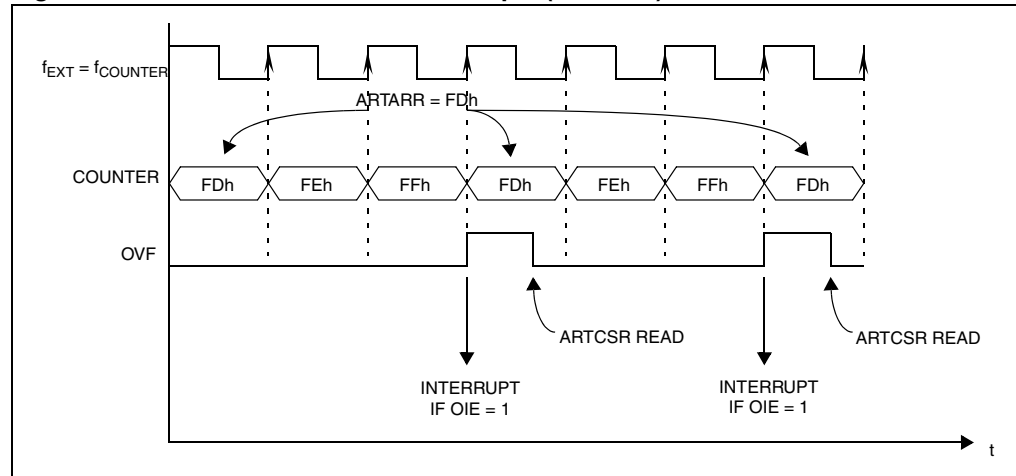 fEXT = fCOUNTER
ARTARR = FDh
COUNTER
FDh
FEh
FFh
FDh
FEh
FFh
FDh
OVF
ARTCSR READ
ARTCSR READ
INTERRUPT
IF OIE = 1
INTERRUPT
IF OIE = 1
t